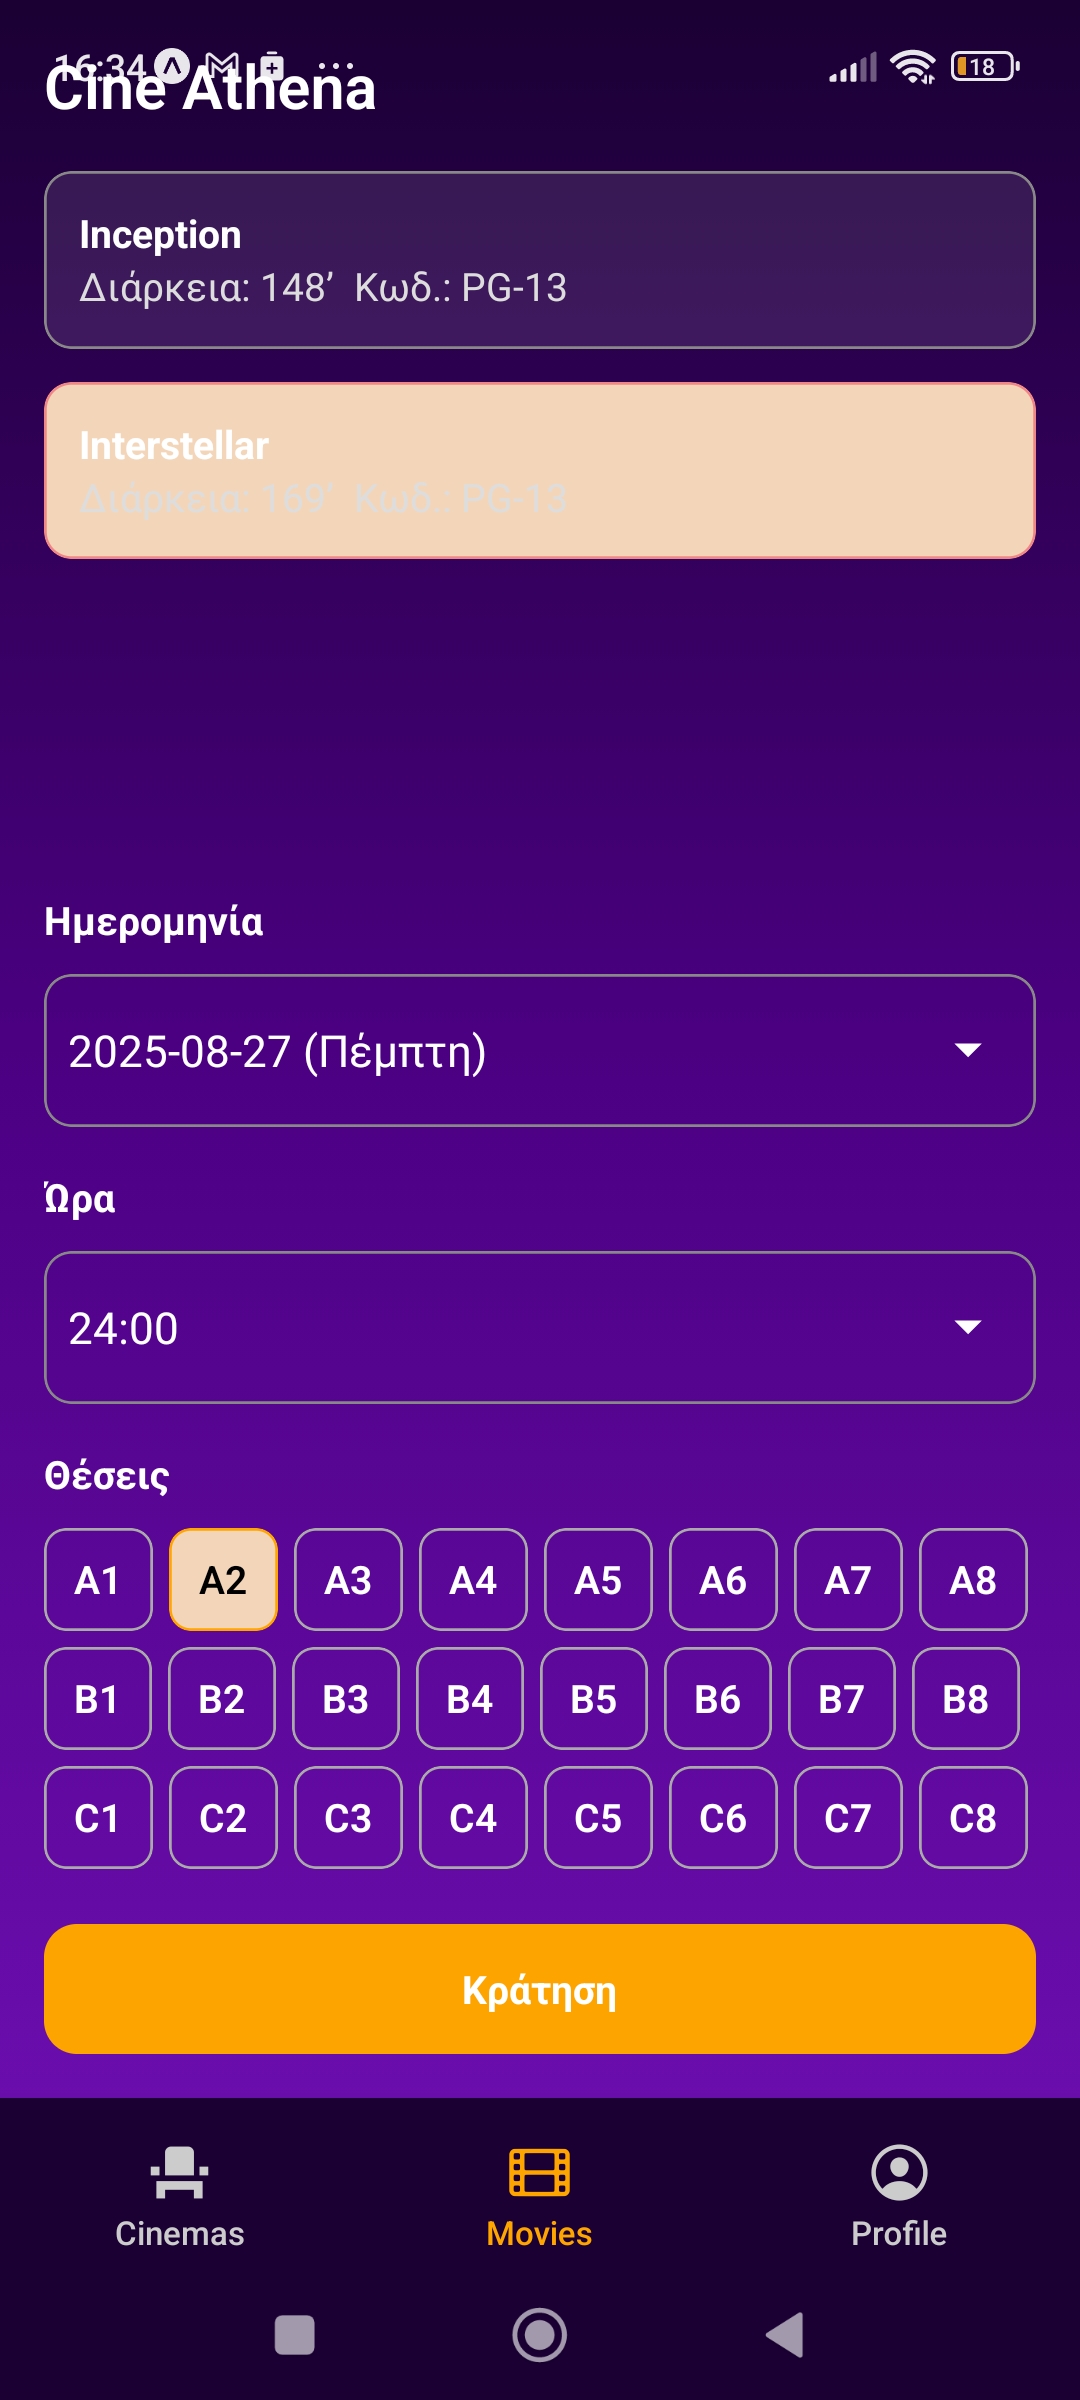 16:34
18
Cine Athena
Inception
Διάρκεια: 148’ Κωδ.: PG-13
Interstellar
Διάρκεια: 169’ Κωδ.: PG-13
Ημερομηνία
2025-08-27 (Πέμπτη)
Ώρα
24:00
Θέσεις
A1 A2 A3 A4 A5 A6 A7 A8
B1 B2 B3 B4 B5 B6 B7 B8
C1 C2 C3 C4 C5 C6 C7 C8
Κράτηση
Cinemas Movies Profile